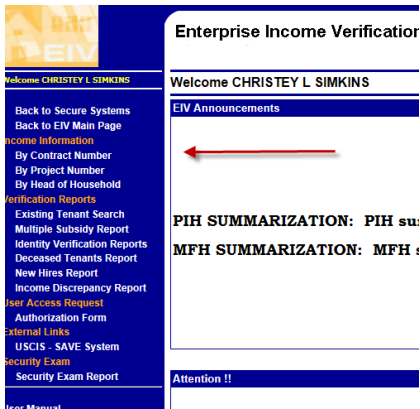 EIV
Welcome CHRISTEY L SIMKINS
Back to Secure Systems
Back to EIV Main Page
Income Information
By Contract Number
By Project Number
By Head of Household
Verification Reports
Existing Tenant Search
Multiple Subsidy Report
Identity Verification Reports
Deceased Tenants Report
New Hires Report
Income Discrepancy Report
User Access Request
Authorization Form
External Links
USCIS - SAVE System
Security Exam
Security Exam Report
User Manual
Enterprise Income Verification
Welcome CHRISTEY L SIMKINS
EIV Announcements
PIH SUMMARIZATION: PIH su
MFH SUMMARIZATION: MFH s
Attention !!